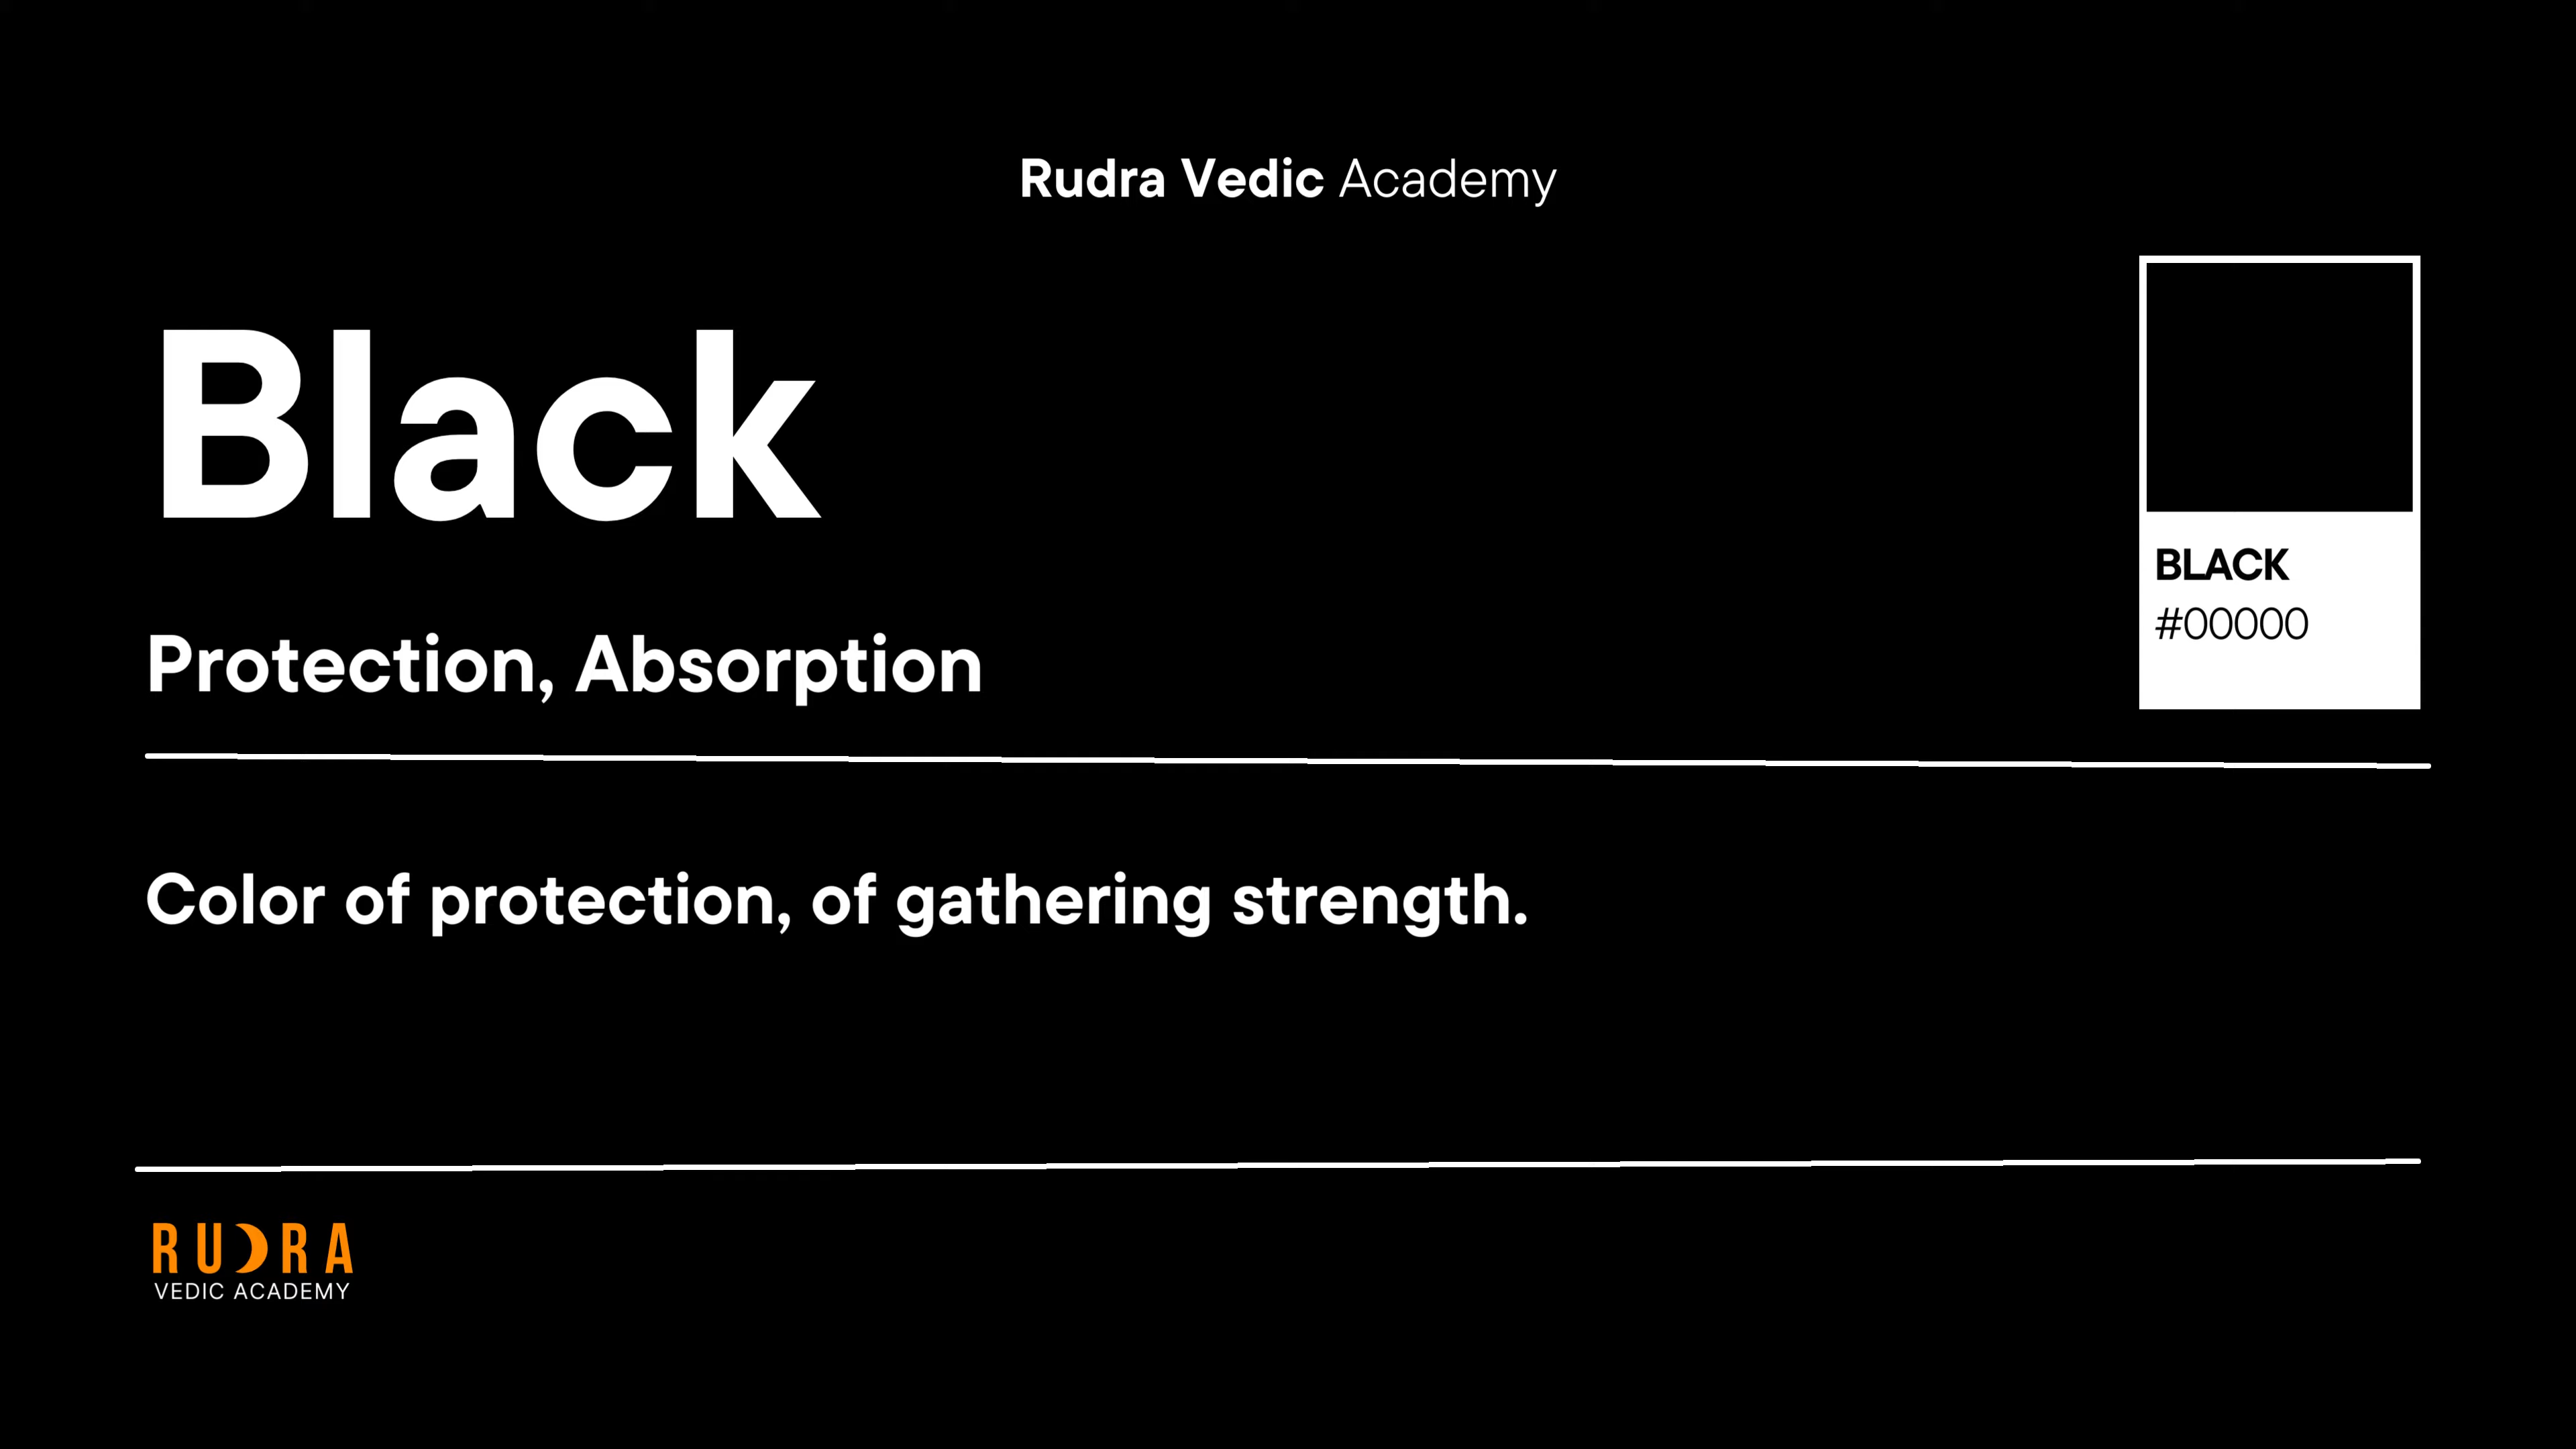 Rudra Vedic Academy
Black
BLACK
#00000
Protection, Absorption
Color of protection, of gathering strength.
RUDRA
VEDIC ACADEMY